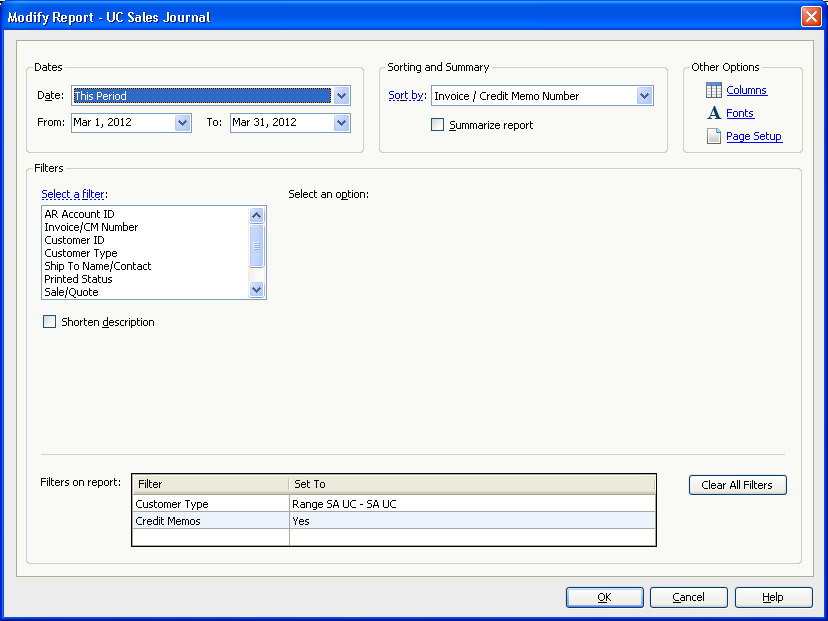 Modify Report - UC Sales Journal
Dates
Date: This Period
From: Mar 1, 2012 To: Mar 31, 2012
Sorting and Summary
Sort by: Invoice / Credit Memo Number
Summarize report
Other Options
Columns
A Fonts
Page Setup
Filters
Select a filter: Select an option:
AR Account ID
Invoice/CM Number
Customer ID
Customer Type
Ship To Name/Contact
Printed Status
Sale/Quote
Shorten description
Filters on report: Filter Set To Clear All Filters
Customer Type Range SA UC - SA UC
Credit Memos Yes
OK Cancel Help